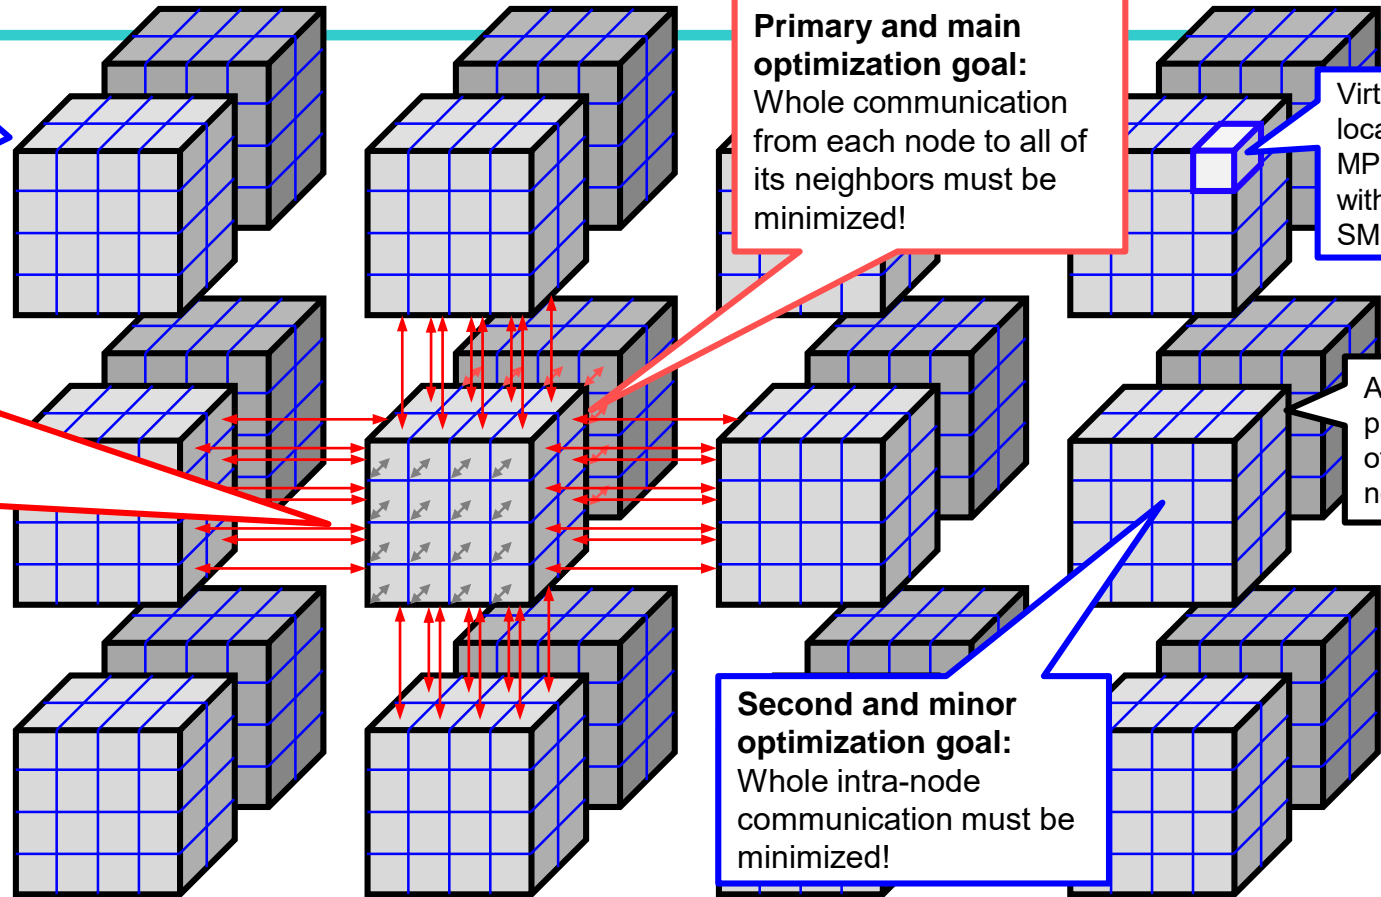 Primary and main
optimization goal:
Whole communication
from each node to all of
its neighbors must be
minimized!
Second and minor
optimization goal:
Whole intra-node
communication must be
minimized!